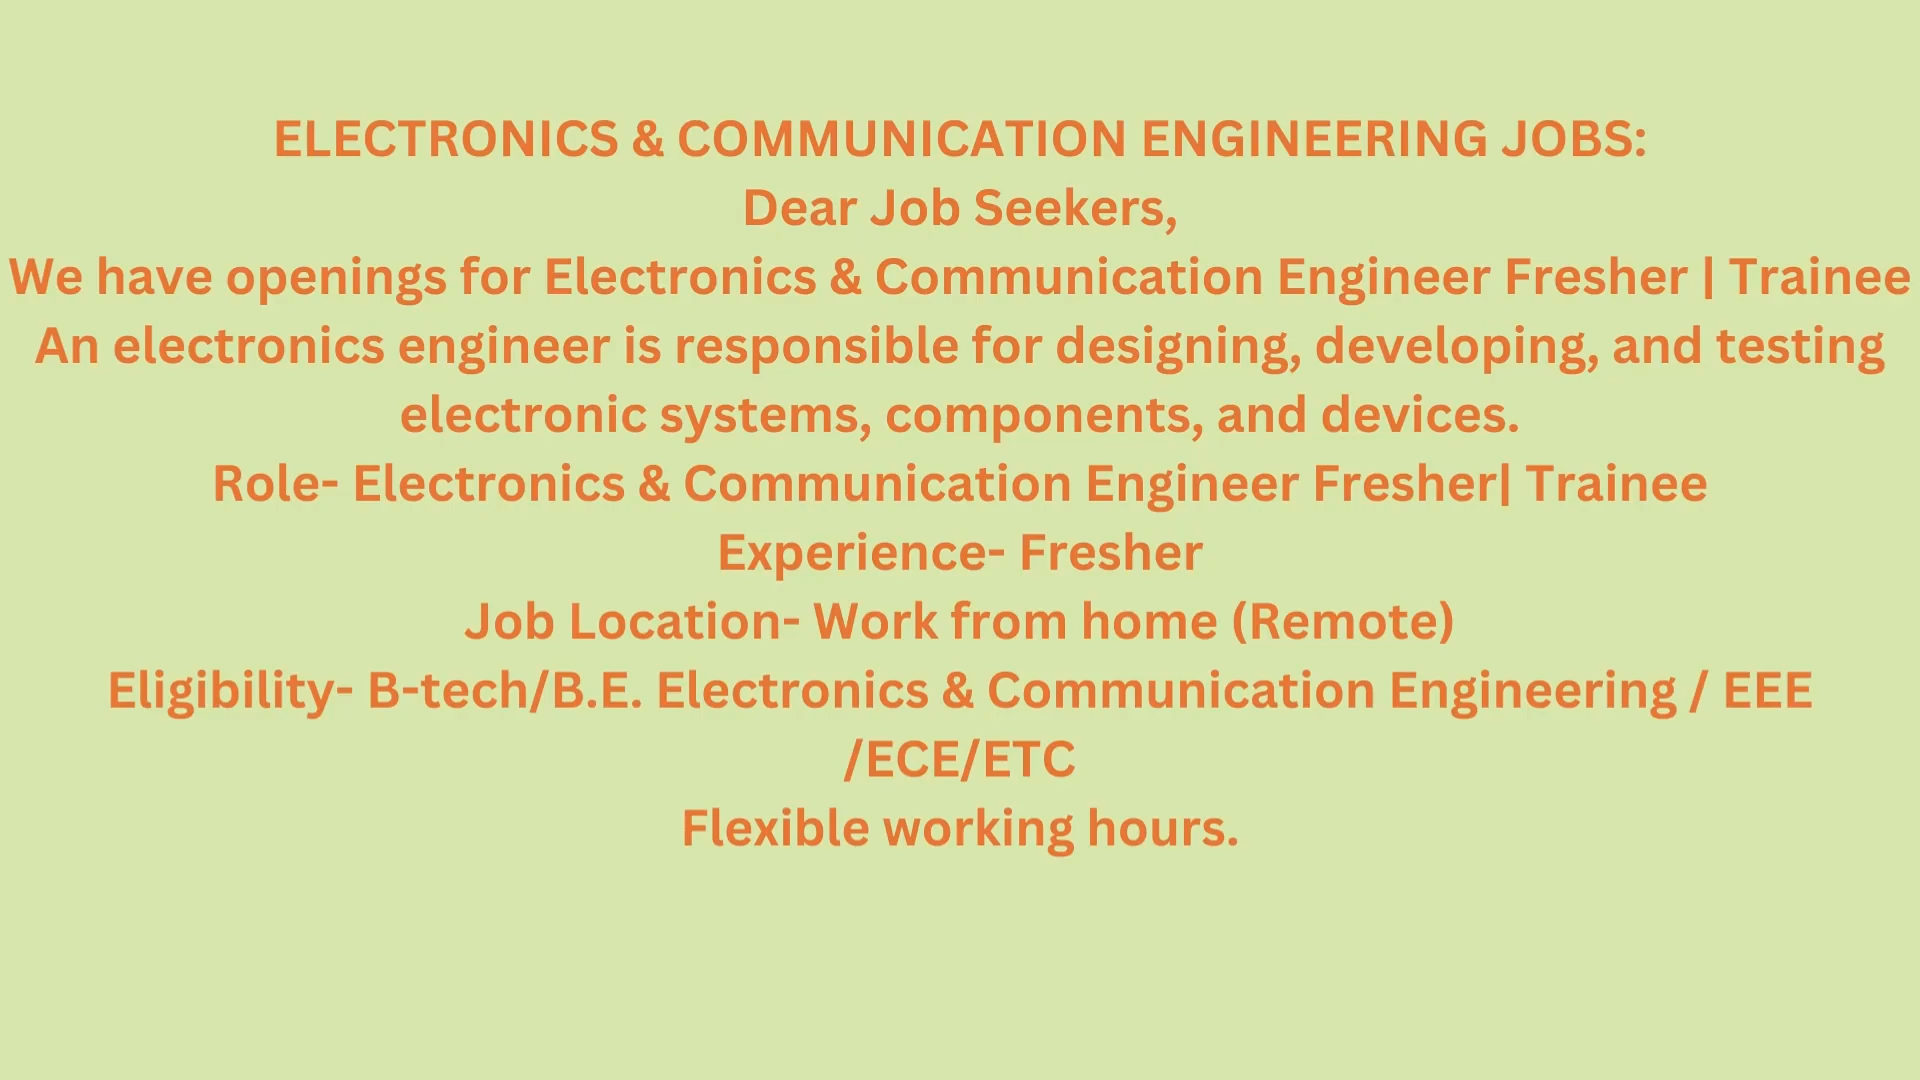 ELECTRONICS & COMMUNICATION ENGINEERING JOBS:
Dear Job Seekers,
We have openings for Electronics & Communication Engineer Fresher | Trainee
An electronics engineer is responsible for designing, developing, and testing
electronic systems, components, and devices.
Role- Electronics & Communication Engineer Fresher| Trainee
Experience- Fresher
Job Location- Work from home (Remote)
Eligibility- B-tech/B.E. Electronics & Communication Engineering / EEE
/ECE/ETC
Flexible working hours.